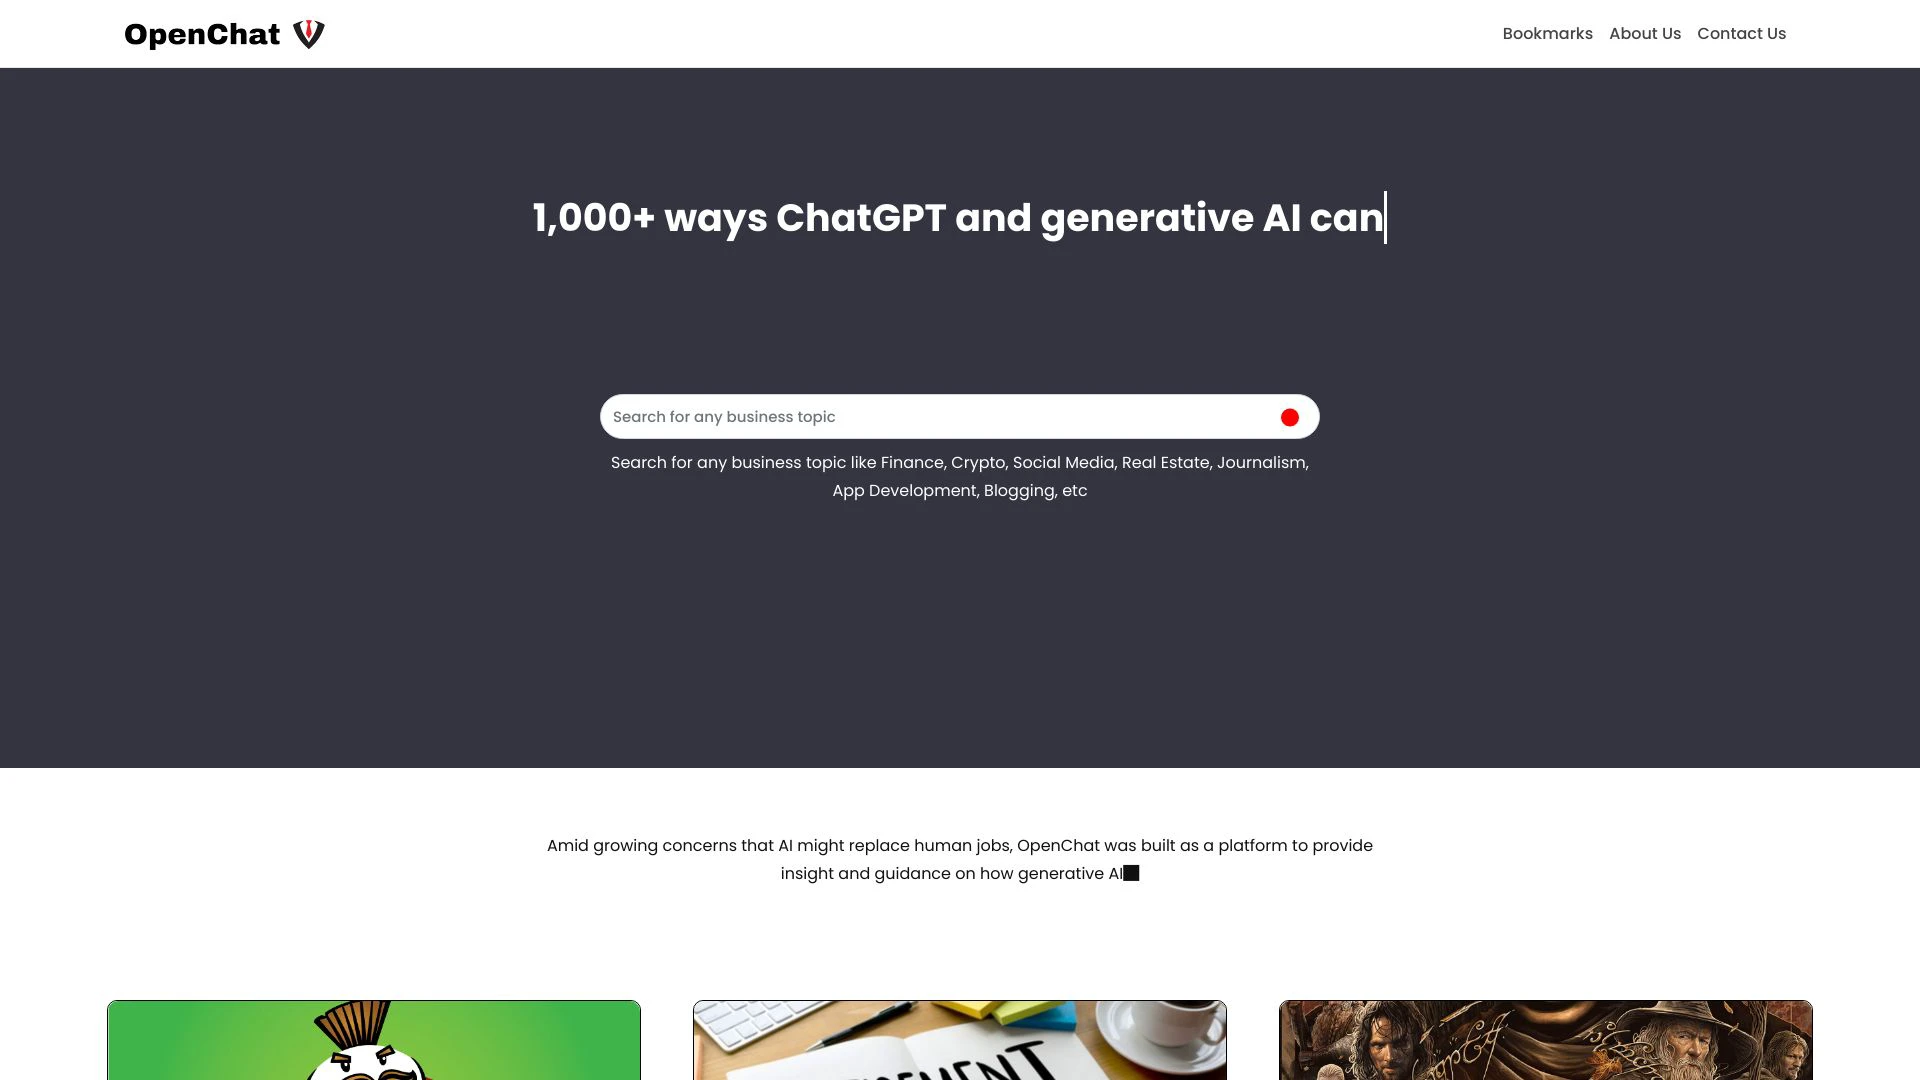 OpenChat
Bookmarks About Us Contact Us
1,000+ ways ChatGPT and generative AI can
Search for any business topic
Search for any business topic like Finance, Crypto, Social Media, Real Estate, Journalism,
App Development, Blogging, etc
Amid growing concerns that AI might replace human jobs, OpenChat was built as a platform to provide
insight and guidance on how generative AI